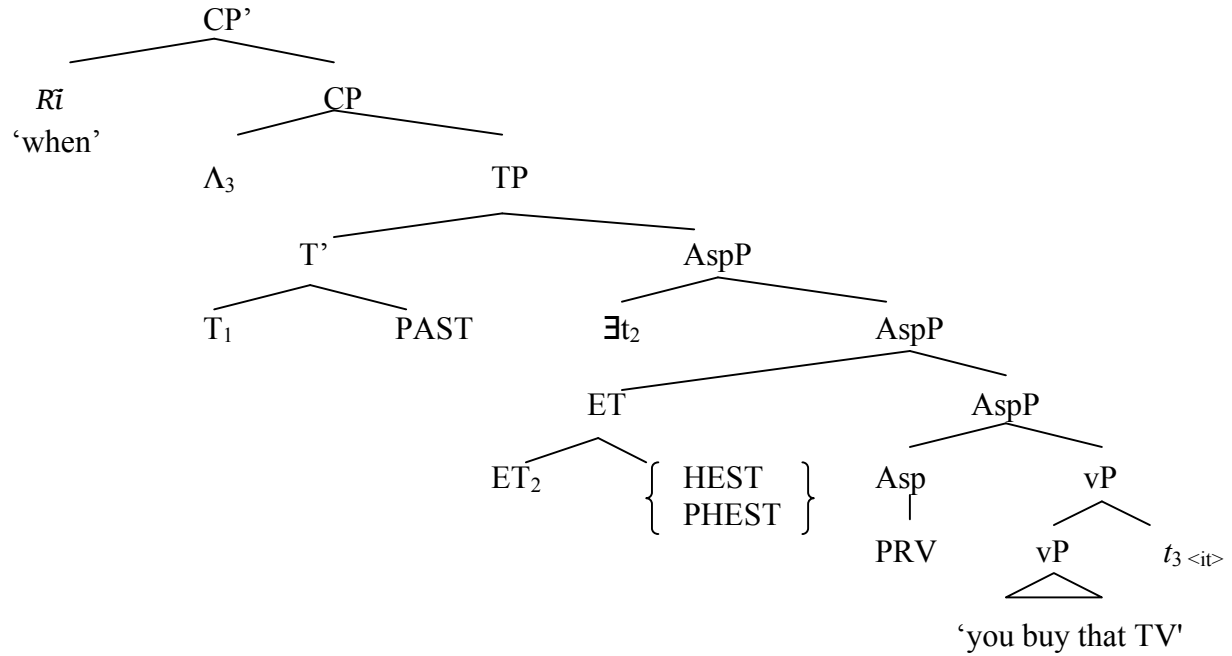 CP’
Rĩ CP
‘when’
Λ₃ TP
T’ AspP
T₁ PAST ∃t₂ AspP
ET AspP
ET₂ { HEST } Asp vP
PHEST
PRV vP t₃ <it>
‘you buy that TV'